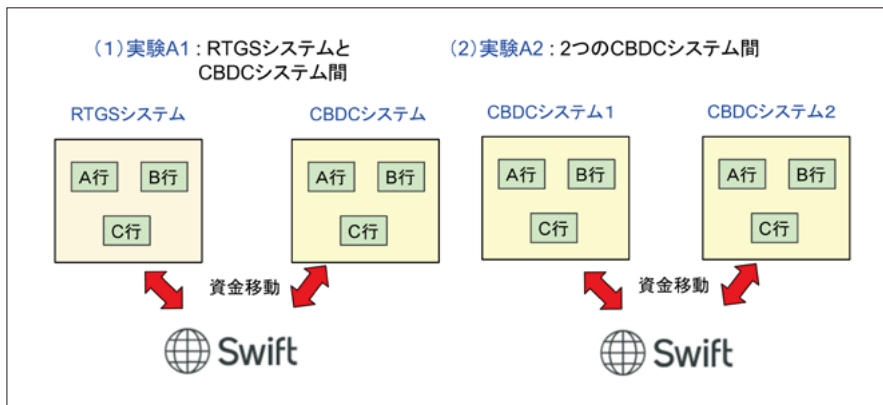 (1)実験A1:RTGSシステムと
CBDCシステム間
(2)実験A2:2つのCBDCシステム間
RTGSシステム
CBDCシステム
A行 B行
C行
A行 B行
C行
資金移動
Swift
CBDCシステム1
CBDCシステム2
A行 B行
C行
A行 B行
C行
資金移動
Swift